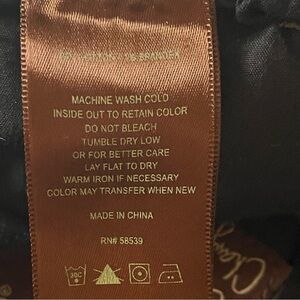 MACHINE WASH COLD
INSIDE OUT TO RETAIN COLOR
DO NOT BLEACH
TUMBLE DRY LOW
OR FOR BETTER CARE
LAY FLAT TO DRY
WARM IRON IF NECESSARY
COLOR MAY TRANSFER WHEN NEW
MADE IN CHINA
RN# 58539
30C